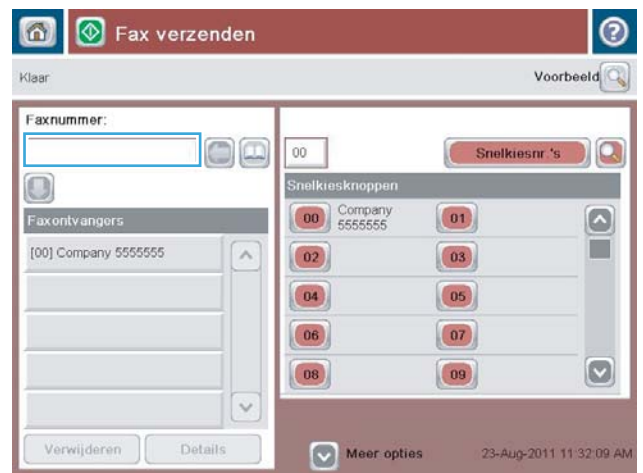 Fax verzenden
Klaar
Voorbeeld
Faxnummer:
00
Snelkiesnr.'s
Faxontvangers
[00] Company 5555555
Snelkiesknoppen
00 Company 5555555 01
02 03
04 05
06 07
08 09
Verwijderen Details
Meer opties
23-Aug-2011 11:32:09 AM